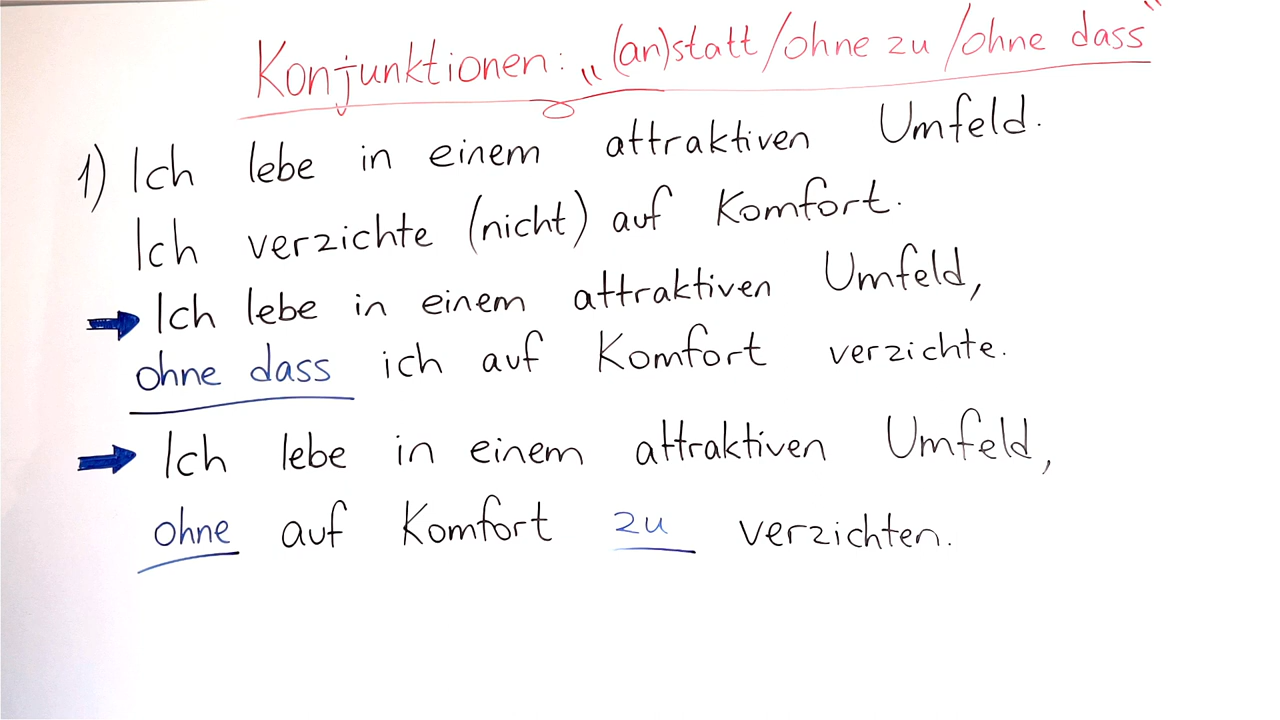 Konjunktionen: „(an)statt/ohne zu/ohne dass“
1) Ich lebe in einem attraktiven Umfeld.
Ich verzichte (nicht) auf Komfort.
➡ Ich lebe in einem attraktiven Umfeld,
ohne dass ich auf Komfort verzichte.
➡ Ich lebe in einem attraktiven Umfeld,
ohne auf Komfort zu verzichten.